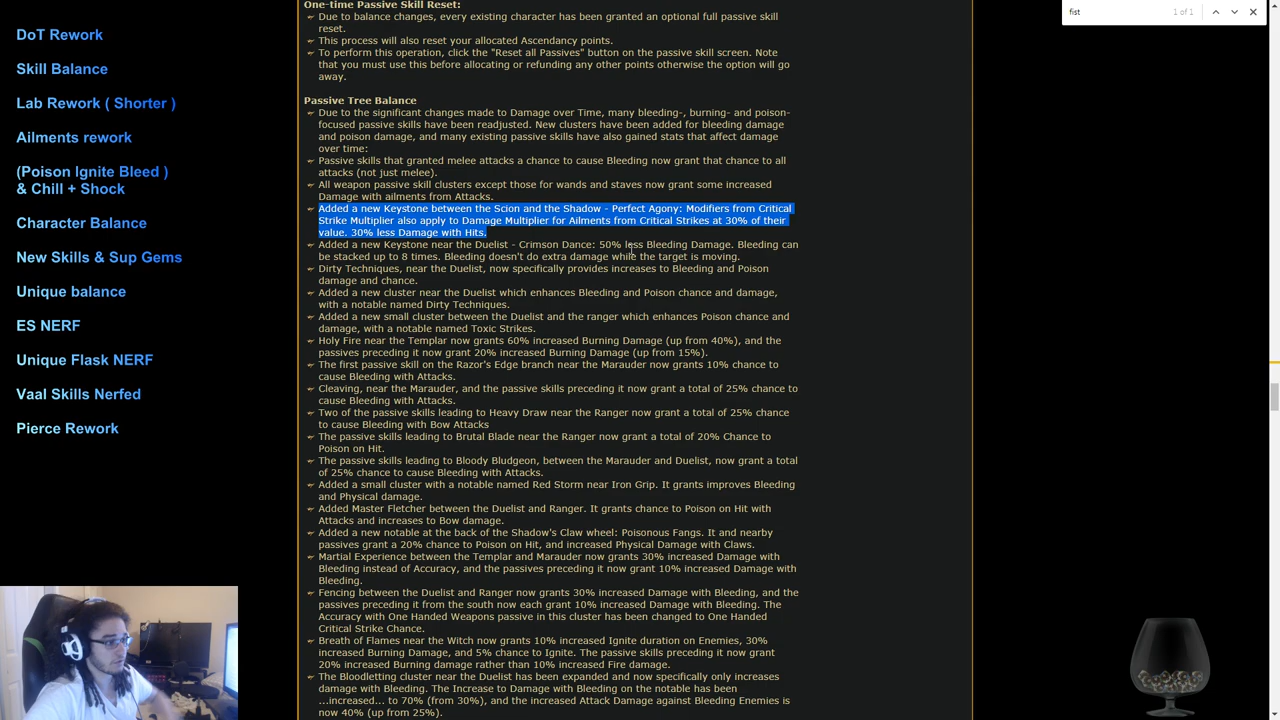 DoT Rework
Skill Balance
Lab Rework ( Shorter )
Ailments rework
(Poison Ignite Bleed )
& Chill + Shock
Character Balance
New Skills & Sup Gems
Unique balance
ES NERF
Unique Flask NERF
Vaal Skills Nerfed
Pierce Rework
One-time Passive Skill Reset:
Due to balance changes, every existing character has been granted an optional full passive skill
reset.
This process will also reset your allocated Ascendancy points.
To perform this operation, click the "Reset all Passives" button on the passive skill screen. Note
that you must use this before allocating or refunding any other points otherwise the option will go
away.
Passive Tree Balance
Due to the significant changes made to Damage over Time, many bleeding-, burning- and poison-
focused passive skills have been readjusted. New clusters have been added for bleeding damage
and poison damage, and many existing passive skills have also gained stats that affect damage
over time:
Passive skills that granted melee attacks a chance to cause Bleeding now grant that chance to all
attacks (not just melee).
All weapon passive skill clusters except those for wands and staves now grant some increased
Damage with ailments from Attacks.
Added a new Keystone between the Scion and the Shadow - Perfect Agony: Modifiers from Critical
Strike Multiplier also apply to Damage Multiplier for Ailments from Critical Strikes at 30% of their
value. 30% less Damage with Hits.
Added a new Keystone near the Duelist - Crimson Dance: 50% less Bleeding Damage. Bleeding can
be stacked up to 8 times. Bleeding doesn't do extra damage while the target is moving.
Dirty Techniques, near the Duelist, now specifically provides increases to Bleeding and Poison
damage and chance.
Added a new cluster near the Duelist which enhances Bleeding and Poison chance and damage,
with a notable named Dirty Techniques.
Added a new small cluster between the Duelist and the ranger which enhances Poison chance and
damage, with a notable named Toxic Strikes.
Holy Fire near the Templar now grants 60% increased Burning Damage (up from 40%), and the
passives preceding it now grant 20% increased Burning Damage (up from 15%).
The first passive skill on the Razor's Edge branch near the Marauder now grants 10% chance to
cause Bleeding with Attacks.
Cleaving, near the Marauder, and the passive skills preceding it now grant a total of 25% chance to
cause Bleeding with Attacks.
Two of the passive skills leading to Heavy Draw near the Ranger now grant a total of 25% chance
to cause Bleeding with Bow Attacks
The passive skills leading to Brutal Blade near the Ranger now grant a total of 20% Chance to
Poison on Hit.
The passive skills leading to Bloody Bludgeon, between the Marauder and Duelist, now grant a total
of 25% chance to cause Bleeding with Attacks.
Added a small cluster with a notable named Red Storm near Iron Grip. It grants improves Bleeding
and Physical damage.
Added Master Fletcher between the Duelist and Ranger. It grants chance to Poison on Hit with
Attacks and increases to Bow damage.
Added a new notable at the back of the Shadow's Claw wheel: Poisonous Fangs. It and nearby
passives grant a 20% chance to Poison on Hit, and increased Physical Damage with Claws.
Martial Experience between the Templar and Marauder now grants 30% increased Damage with
Bleeding instead of Accuracy, and the passives preceding it now grant 10% increased Damage with
Bleeding.
Fencing between the Duelist and Ranger now grants 30% increased Damage with Bleeding, and the
passives preceding it from the south now each grant 10% increased Damage with Bleeding. The
Accuracy with One Handed Weapons passive in this cluster has been changed to One Handed
Critical Strike Chance.
Breath of Flames near the Witch now grants 10% increased Ignite duration on Enemies, 30%
increased Burning Damage, and 5% chance to Ignite. The passive skills preceding it now grant
20% increased Burning damage rather than 10% increased Fire damage.
The Bloodletting cluster near the Duelist has been expanded and now specifically only increases
damage with Bleeding. The Increase to Damage with Bleeding on the notable has been
...increased... to 70% (from 30%), and the increased Attack Damage against Bleeding Enemies is
now 40% (up from 25%).
fist
1 of 1